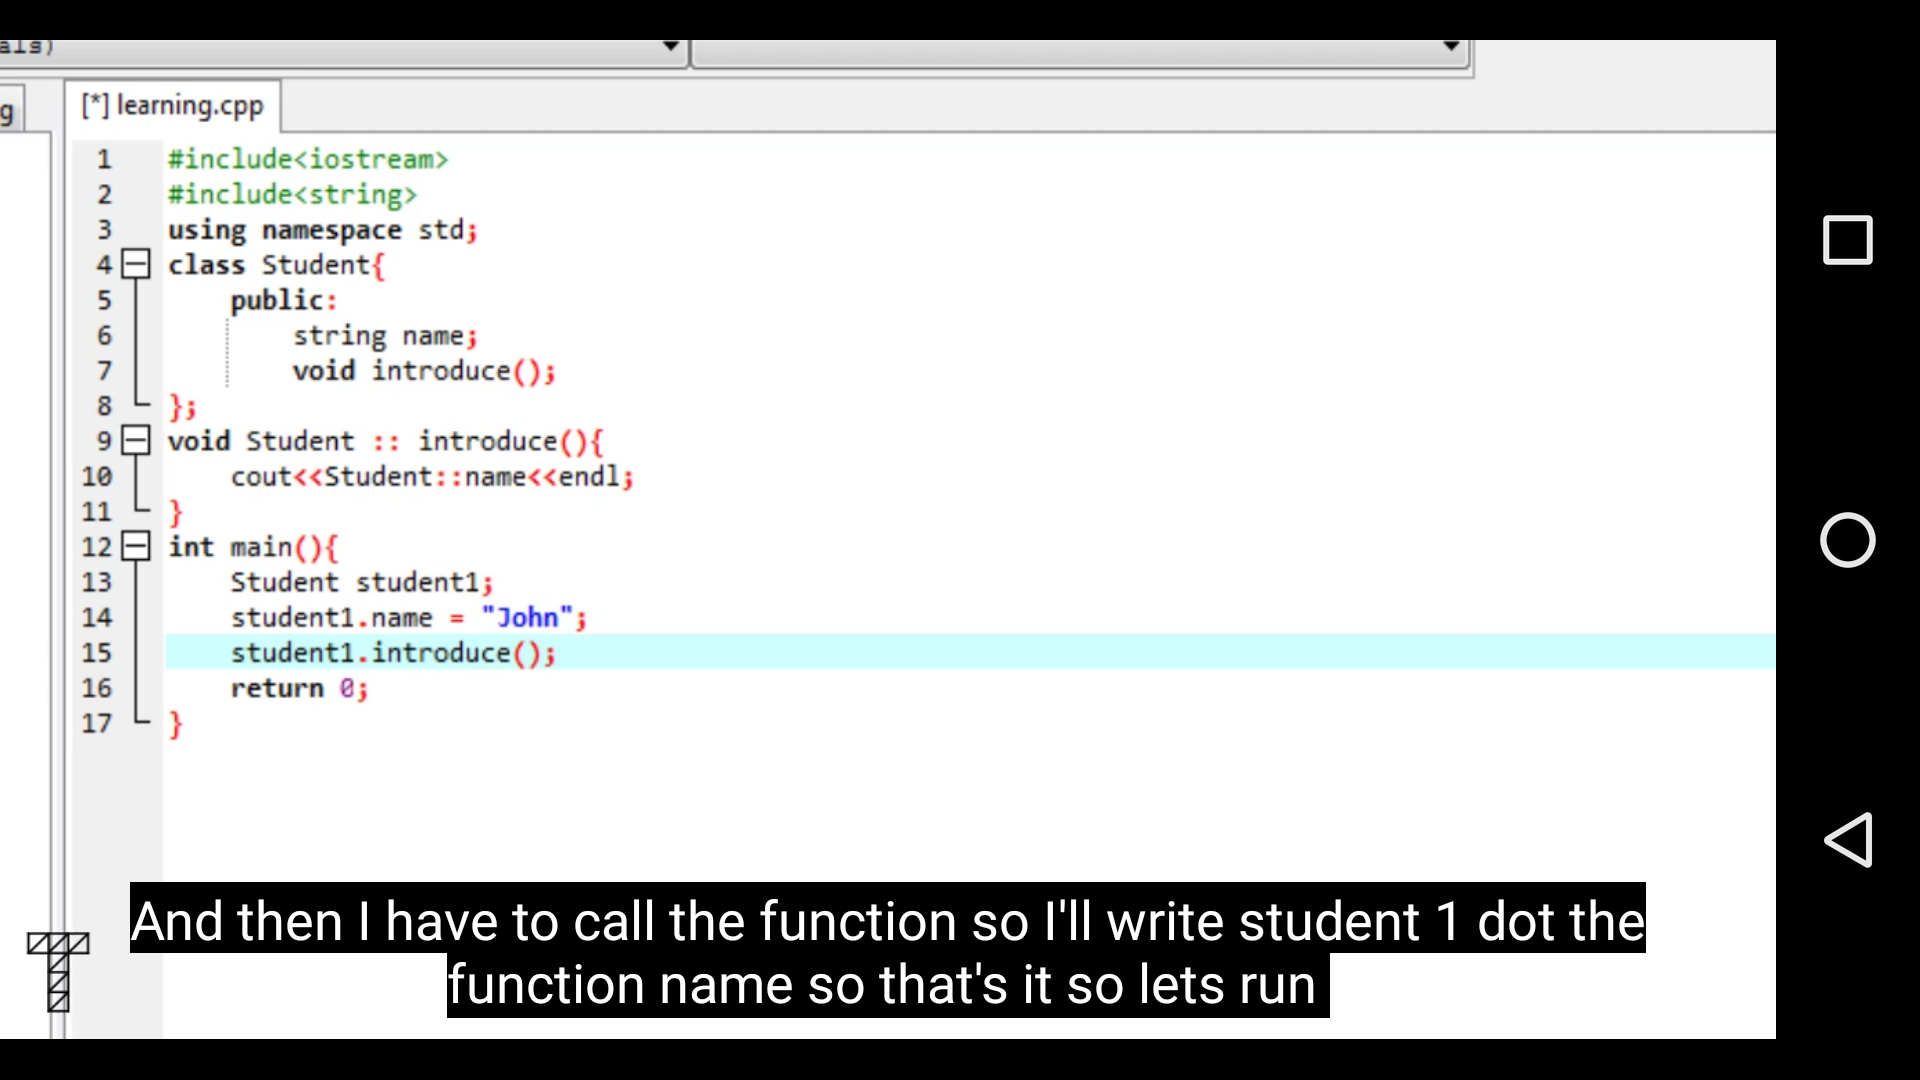 als)
g
[*] learning.cpp
1 #include<iostream>
2 #include<string>
3 using namespace std;
4 class Student{
5 public:
6 string name;
7 void introduce();
8 };
9 void Student :: introduce(){
10 cout<<Student::name<<endl;
11 }
12 int main(){
13 Student student1;
14 student1.name = "John";
15 student1.introduce();
16 return 0;
17 }
And then I have to call the function so I'll write student 1 dot the
function name so that's it so lets run